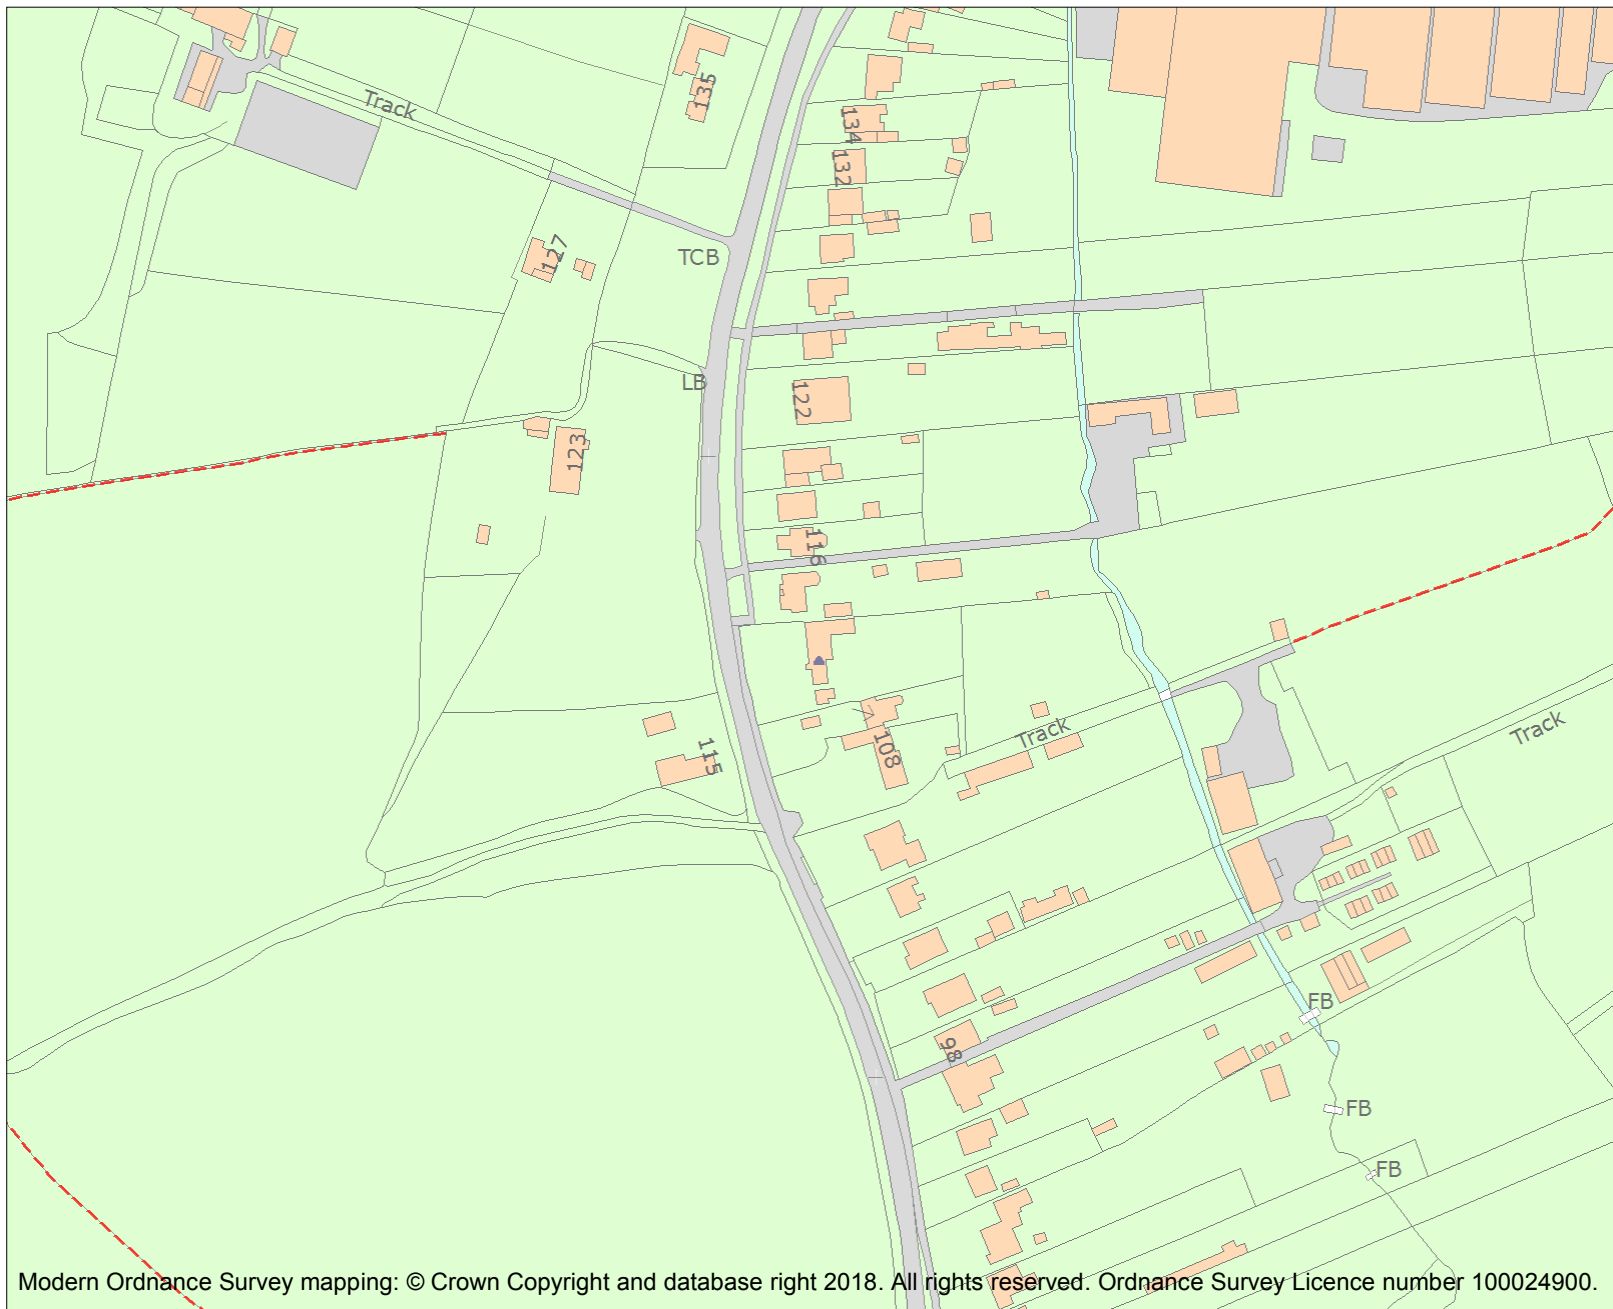 Track
135
134
132
127
TCB
LB
122
123
116
115
108
Track
Track
98
FB
FB
FB
Modern Ordnance Survey mapping: © Crown Copyright and database right 2018. All rights reserved. Ordnance Survey Licence number 100024900.